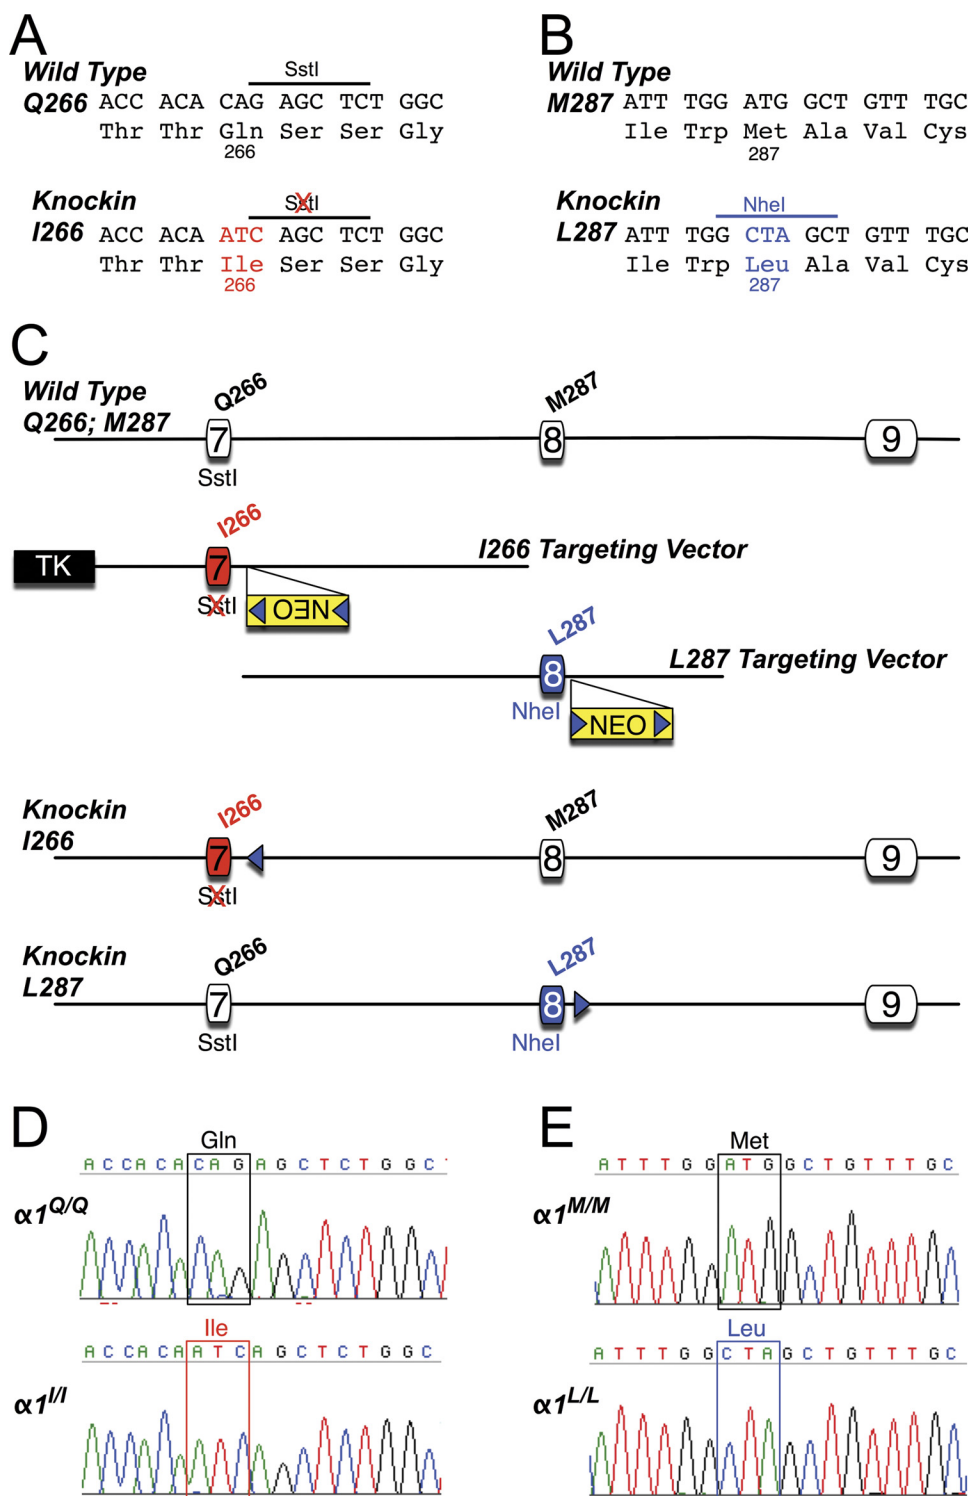 A
Wild Type
Q266
SstI
ACC ACA CAG AGC TCT GGC
Thr Thr Gln Ser Ser Gly
266
Knockin
I266
SstI
ACC ACA ATC AGC TCT GGC
Thr Thr Ile Ser Ser Gly
266
B
Wild Type
M287
ATT TGG ATG GCT GTT TGC
Ile Trp Met Ala Val Cys
287
Knockin
L287
NheI
ATT TGG CTA GCT GTT TGC
Ile Trp Leu Ala Val Cys
287
C
Wild Type
Q266; M287
Q266
M287
7 8 9
SstI
I266
I266 Targeting Vector
TK
7
SstI
NEO
L287
L287 Targeting Vector
8
NheI
NEO
Knockin
I266
I266
M287
7 8 9
SstI
Knockin
L287
Q266
L287
7 8 9
SstI
NheI
D
Gln
A C C A C A C A G A G C T C T G G C
α1Q/Q
Ile
A C C A C A A T C A G C T C T G G C
α1I/I
E
Met
A T T T G G A T G G C T G T T T G C
α1M/M
Leu
A T T T G G C T A G C T G T T T G C
α1L/L